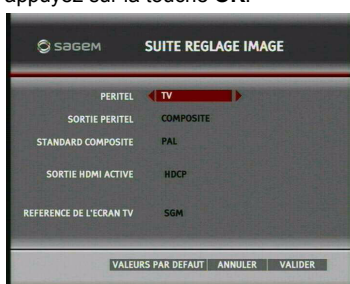 appuyez sur la touche OK.
sagem SUITE REGLAGE IMAGE
PERITEL TV
SORTIE PERITEL COMPOSITE
STANDARD COMPOSITE PAL
SORTIE HDMI ACTIVE HDCP
REFERENCE DE L'ECRAN TV SGM
VALEURS PAR DEFAUT ANNULER VALIDER